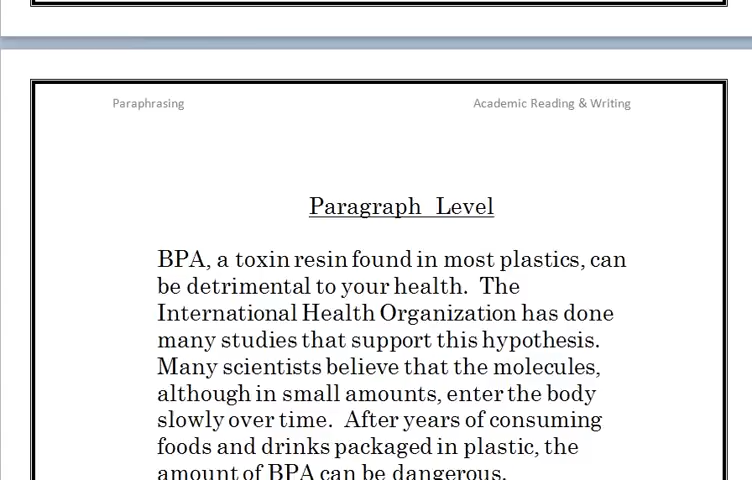 Paraphrasing Academic Reading & Writing
Paragraph Level
BPA, a toxin resin found in most plastics, can
be detrimental to your health. The
International Health Organization has done
many studies that support this hypothesis.
Many scientists believe that the molecules,
although in small amounts, enter the body
slowly over time. After years of consuming
foods and drinks packaged in plastic, the
amount of BPA can be dangerous.